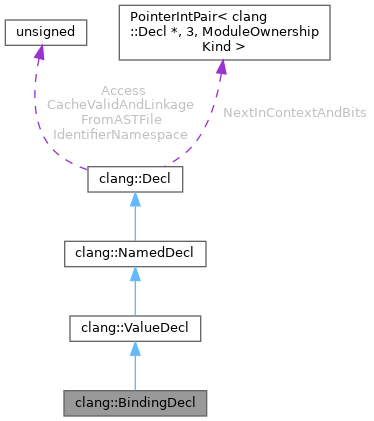 unsigned
PointerIntPair< clang
::Decl *, 3, ModuleOwnership
Kind >
Access
CacheValidAndLinkage
FromASTFile
IdentifierNamespace
NextInContextAndBits
clang::Decl
clang::NamedDecl
clang::ValueDecl
clang::BindingDecl